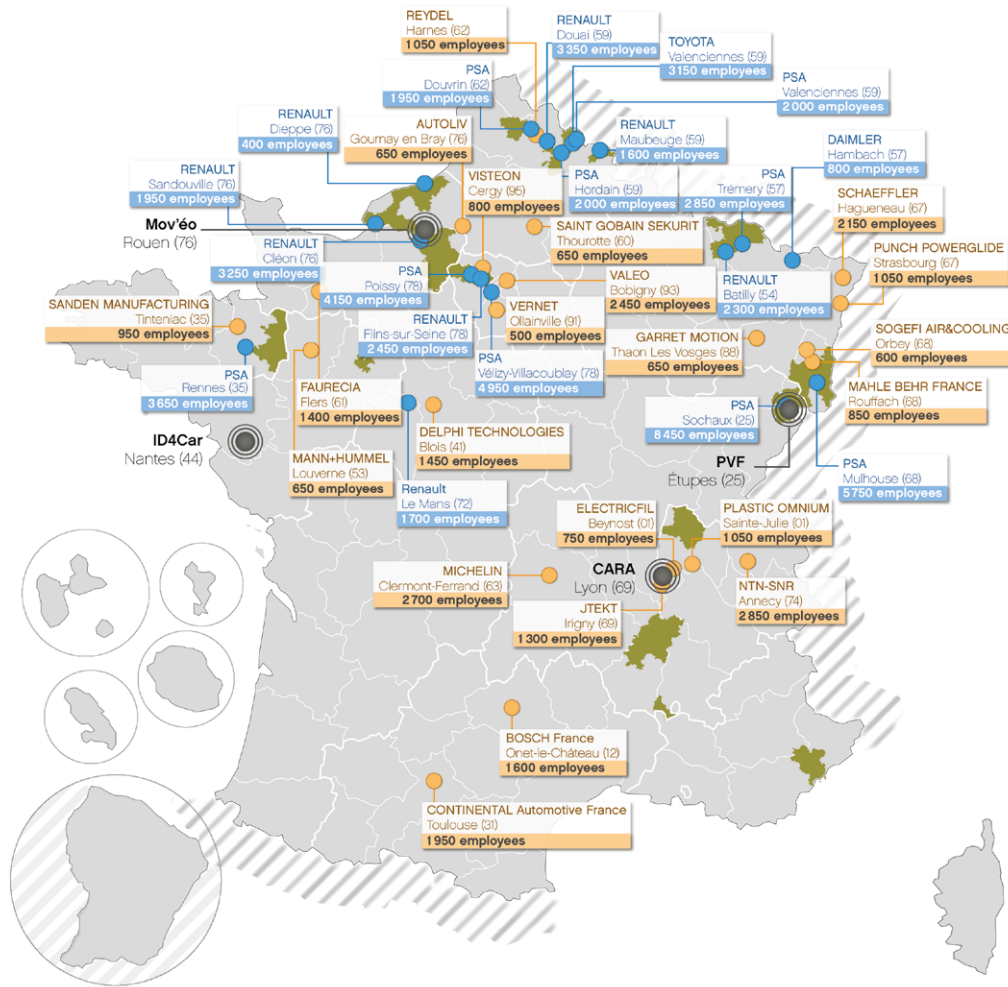 REYDEL
Harnes (62)
1 050 employees
RENAULT
Douai (59)
3 350 employees
TOYOTA
Valenciennes (59)
3 150 employees
PSA
Douvrin (62)
1 950 employees
PSA
Valenciennes (59)
2 000 employees
RENAULT
Dieppe (76)
400 employees
AUTOLIV
Gournay en Bray (76)
650 employees
RENAULT
Maubeuge (59)
1 600 employees
DAIMLER
Hambach (57)
800 employees
RENAULT
Sandouville (76)
1 950 employees
VISTEON
Cergy (95)
800 employees
PSA
Hordain (59)
2 000 employees
PSA
Trémery (57)
2 850 employees
SCHAEFFLER
Hagueneau (67)
2 150 employees
Mov'éo
Rouen (76)
SAINT GOBAIN SEKURIT
Thourotte (60)
650 employees
RENAULT
Cléon (76)
3 250 employees
PUNCH POWERGLIDE
Strasbourg (67)
1 050 employees
PSA
Poissy (78)
4 150 employees
VALEO
Bobigny (93)
2 450 employees
RENAULT
Batilly (54)
2 300 employees
SANDEN MANUFACTURING
Tinteniac (35)
950 employees
VERNET
Ollainville (91)
500 employees
RENAULT
Flins-sur-Seine (78)
2 450 employees
GARRET MOTION
Thaon Les Vosges (88)
650 employees
SOGEFI AIR&COOLING
Orbey (68)
600 employees
PSA
Rennes (35)
3 650 employees
FAURECIA
Flers (61)
1 400 employees
PSA
Vélizy-Villacoublay (78)
4 950 employees
MAHLE BEHR FRANCE
Rouffach (68)
850 employees
PSA
Sochaux (25)
8 450 employees
ID4Car
Nantes (44)
DELPHI TECHNOLOGIES
Blois (41)
1 450 employees
MANN+HUMMEL
Louverne (53)
650 employees
PVF
Étupes (25)
PSA
Mulhouse (68)
5 750 employees
Renault
Le Mans (72)
1 700 employees
ELECTRICFIL
Beynost (01)
750 employees
PLASTIC OMNIUM
Sainte-Julie (01)
1 050 employees
MICHELIN
Clermont-Ferrand (63)
2 700 employees
CARA
Lyon (69)
NTN-SNR
Annecy (74)
2 850 employees
JTEKT
Irigny (69)
1 300 employees
BOSCH France
Onet-le-Château (12)
1 600 employees
CONTINENTAL Automotive France
Toulouse (31)
1 950 employees